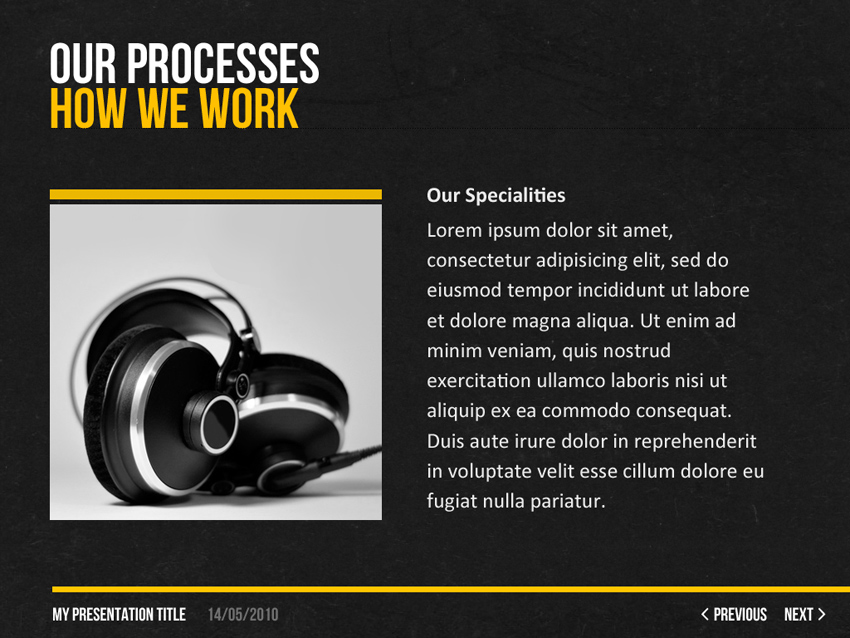 OUR PROCESSES
HOW WE WORK
Our Specialities
Lorem ipsum dolor sit amet,
consectetur adipisicing elit, sed do
eiusmod tempor incididunt ut labore
et dolore magna aliqua. Ut enim ad
minim veniam, quis nostrud
exercitation ullamco laboris nisi ut
aliquip ex ea commodo consequat.
Duis aute irure dolor in reprehenderit
in voluptate velit esse cillum dolore eu
fugiat nulla pariatur.
MY PRESENTATION TITLE 14/05/2010 < PREVIOUS NEXT >